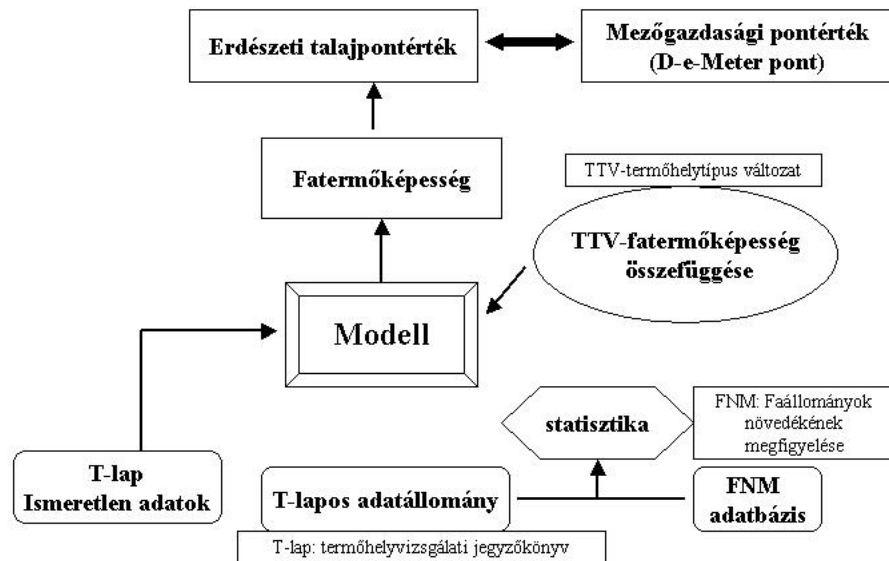 Erdészeti talajpontérték
Mezőgazdasági pontérték
(D-e-Meter pont)
Fatermőképesség
TTV-termőhelytípus változat
TTV-fatermőképesség
összefüggése
Modell
statisztika
FNM: Faállományok
növedékének
megfigyelése
T-lap
Ismeretlen adatok
T-lapos adatállomány
FNM
adatbázis
T-lap: termőhelyvizsgálati jegyzőkönyv